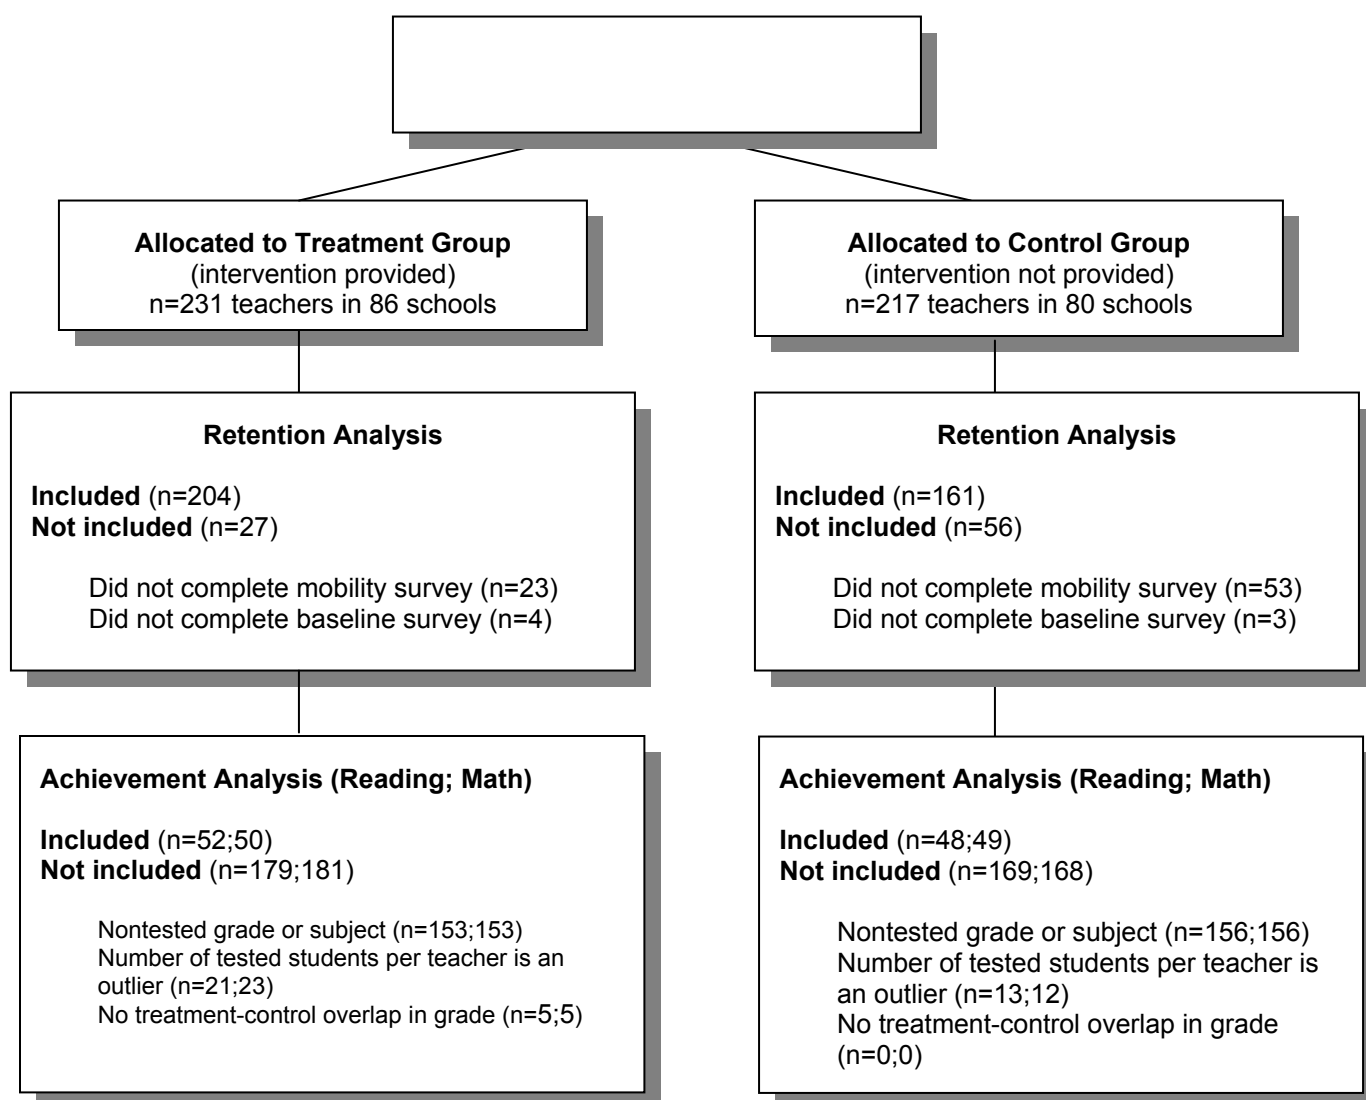 Allocated to Treatment Group
(intervention provided)
n=231 teachers in 86 schools
Allocated to Control Group
(intervention not provided)
n=217 teachers in 80 schools
Retention Analysis
Included (n=204)
Not included (n=27)
Did not complete mobility survey (n=23)
Did not complete baseline survey (n=4)
Retention Analysis
Included (n=161)
Not included (n=56)
Did not complete mobility survey (n=53)
Did not complete baseline survey (n=3)
Achievement Analysis (Reading; Math)
Included (n=52;50)
Not included (n=179;181)
Nontested grade or subject (n=153;153)
Number of tested students per teacher is an
outlier (n=21;23)
No treatment-control overlap in grade (n=5;5)
Achievement Analysis (Reading; Math)
Included (n=48;49)
Not included (n=169;168)
Nontested grade or subject (n=156;156)
Number of tested students per teacher is
an outlier (n=13;12)
No treatment-control overlap in grade
(n=0;0)